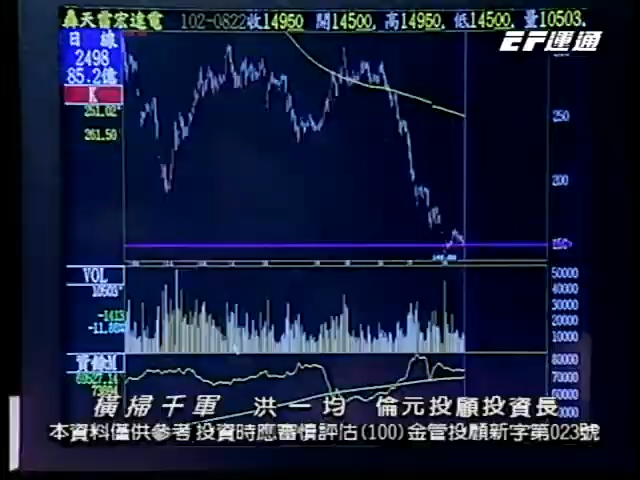 轟天雷宏達電 102-0822收14950 開14500, 高14950, 低14500, 量10503.
EF運通
日 線
2498
85.2億
K
251.02
261.50
250
200
150
VOL
10503
-1413
-11.86%
50000
40000
30000
20000
10000
資餘M
80000
70000
橫掃千軍 洪一均 倫元投顧投資長
本資料僅供參考 投資時應審慎評估(100)金管投顧新字第023號